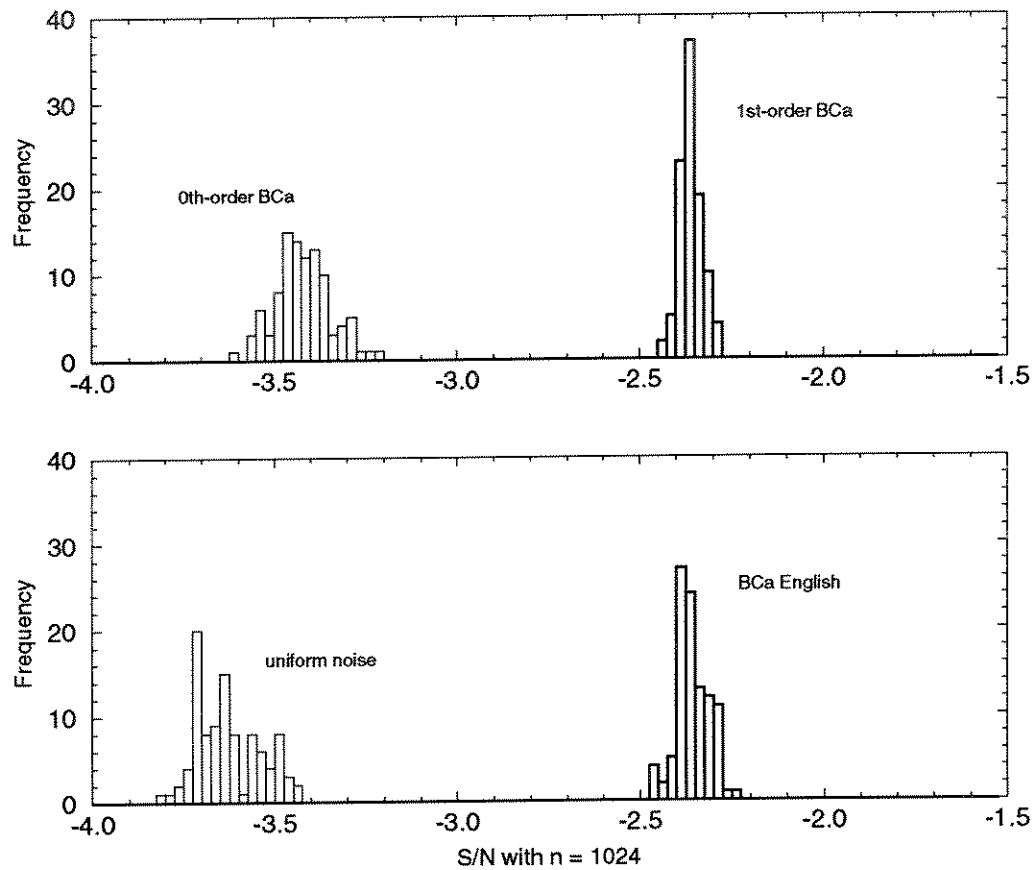 40
30
20
10
0
Frequency
0th-order BCa
1st-order BCa
-4.0 -3.5 -3.0 -2.5 -2.0 -1.5
40
30
20
10
0
Frequency
uniform noise
BCa English
-4.0 -3.5 -3.0 -2.5 -2.0 -1.5
S/N with n = 1024